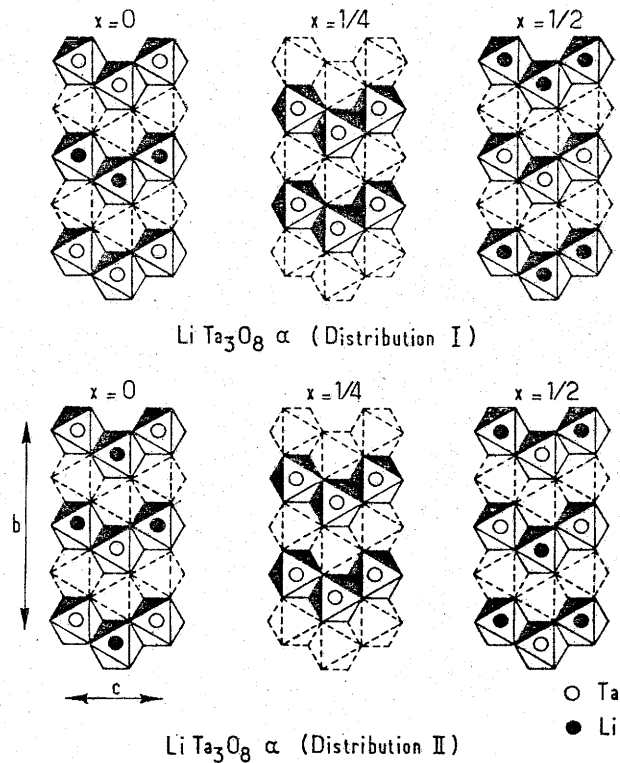 x = 0 x = 1/4 x = 1/2
Li Ta₃O₈ α (Distribution I)
x = 0 x = 1/4 x = 1/2
b
c
Ta
Li
Li Ta₃O₈ α (Distribution II)